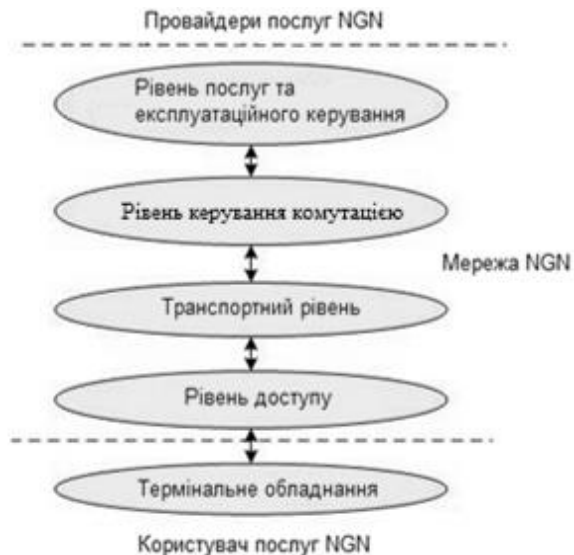 Провайдери послуг NGN
Рівень послуг та
експлуатаційного керування
Рівень керування комутацією
Мережа NGN
Транспортний рівень
Рівень доступу
Термінальне обладнання
Користувач послуг NGN